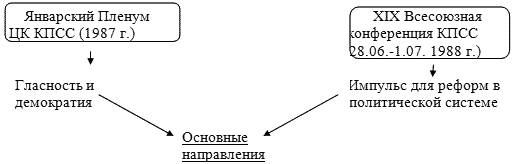 Январский Пленум
ЦК КПСС (1987 г.)
XIX Всесоюзная
конференция КПСС
28.06.-1.07. 1988 г.)
Гласность и
демократия
Импульс для реформ в
политической системе
Основные
направления